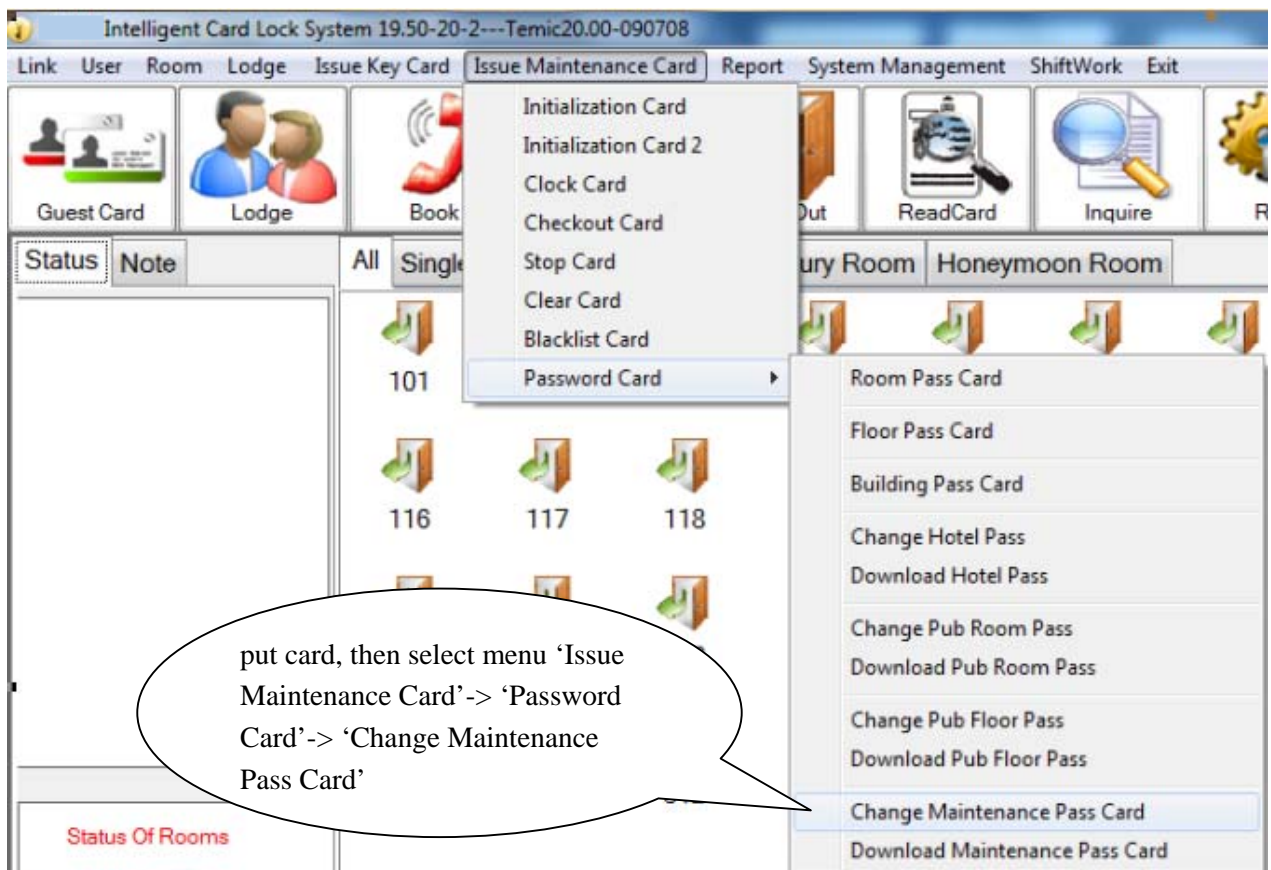 Intelligent Card Lock System 19.50-20-2---Temic20.00-090708
Link User Room Lodge Issue Key Card Issue Maintenance Card Report System Management ShiftWork Exit
Initialization Card
Initialization Card 2
Clock Card
Checkout Card
Stop Card
Clear Card
Blacklist Card
Password Card
Guest Card Lodge Book Out ReadCard Inquire R
Status Note All Single ury Room Honeymoon Room
101
116 117 118
Room Pass Card
Floor Pass Card
Building Pass Card
Change Hotel Pass
Download Hotel Pass
Change Pub Room Pass
Download Pub Room Pass
Change Pub Floor Pass
Download Pub Floor Pass
Change Maintenance Pass Card
Download Maintenance Pass Card
put card, then select menu ‘Issue
Maintenance Card’-> ‘Password
Card’-> ‘Change Maintenance
Pass Card’
Status Of Rooms